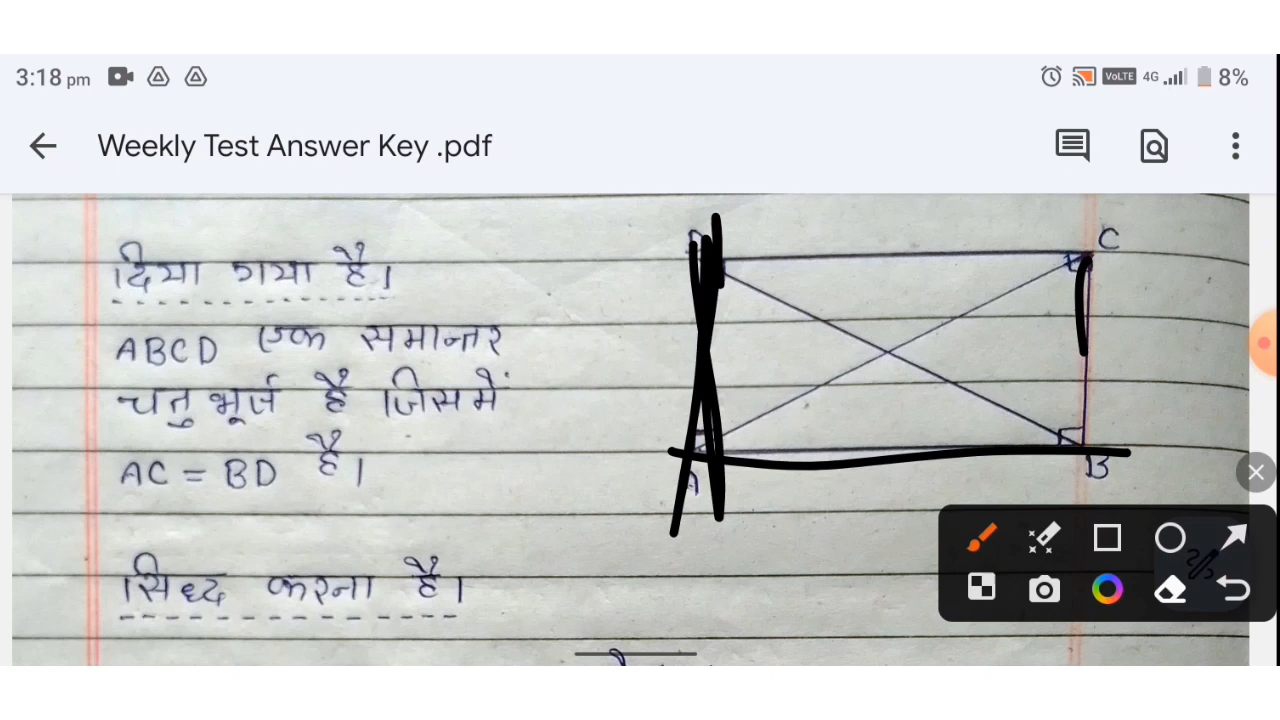 3:18 pm VoLTE 4G 8%
Weekly Test Answer Key .pdf
दिया गया है।
C
ABCD एक समान्तर
चतुर्भूज है जिसमें
AC = BD है।
A B
सिध्द करना है।